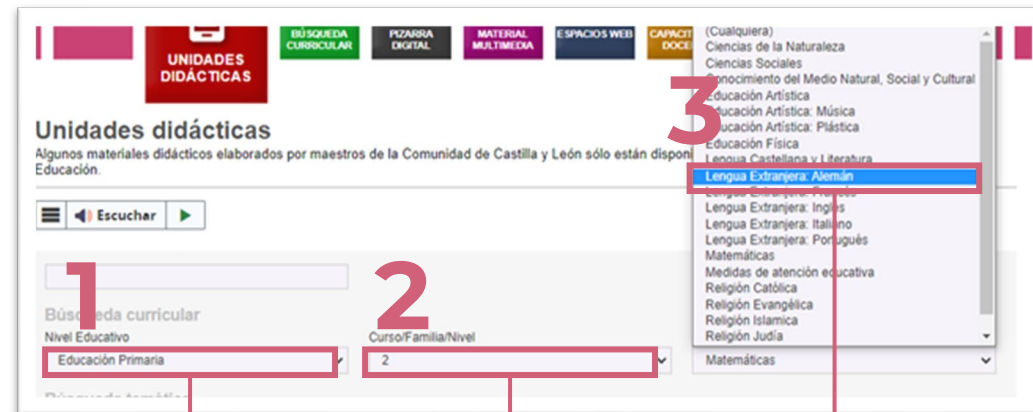 UNIDADES
DIDÁCTICAS
BÚSQUEDA
CURRICULAR
PIZARRA
DIGITAL
MATERIAL
MULTIMEDIA
ESPACIOS WEB
Unidades didácticas
Algunos materiales didácticos elaborados por maestros de la Comunidad de Castilla y León sólo están
Educación.
Escuchar
1
2
3
Búsqueda curricular
Nivel Educativo
Educación Primaria
Curso/Familia/Nivel
2
(Cualquiera)
Ciencias de la Naturaleza
Ciencias Sociales
Conocimiento del Medio Natural, Social y Cultural
Educación Artística
Educación Artística: Música
Educación Artística: Plástica
Educación Física
Lengua Castellana y Literatura
Lengua Extranjera: Alemán
Lengua Extranjera: Francés
Lengua Extranjera: Inglés
Lengua Extranjera: Italiano
Lengua Extranjera: Portugués
Matemáticas
Medidas de atención educativa
Religión Católica
Religión Evangélica
Religión Islamica
Religión Judía
Matemáticas